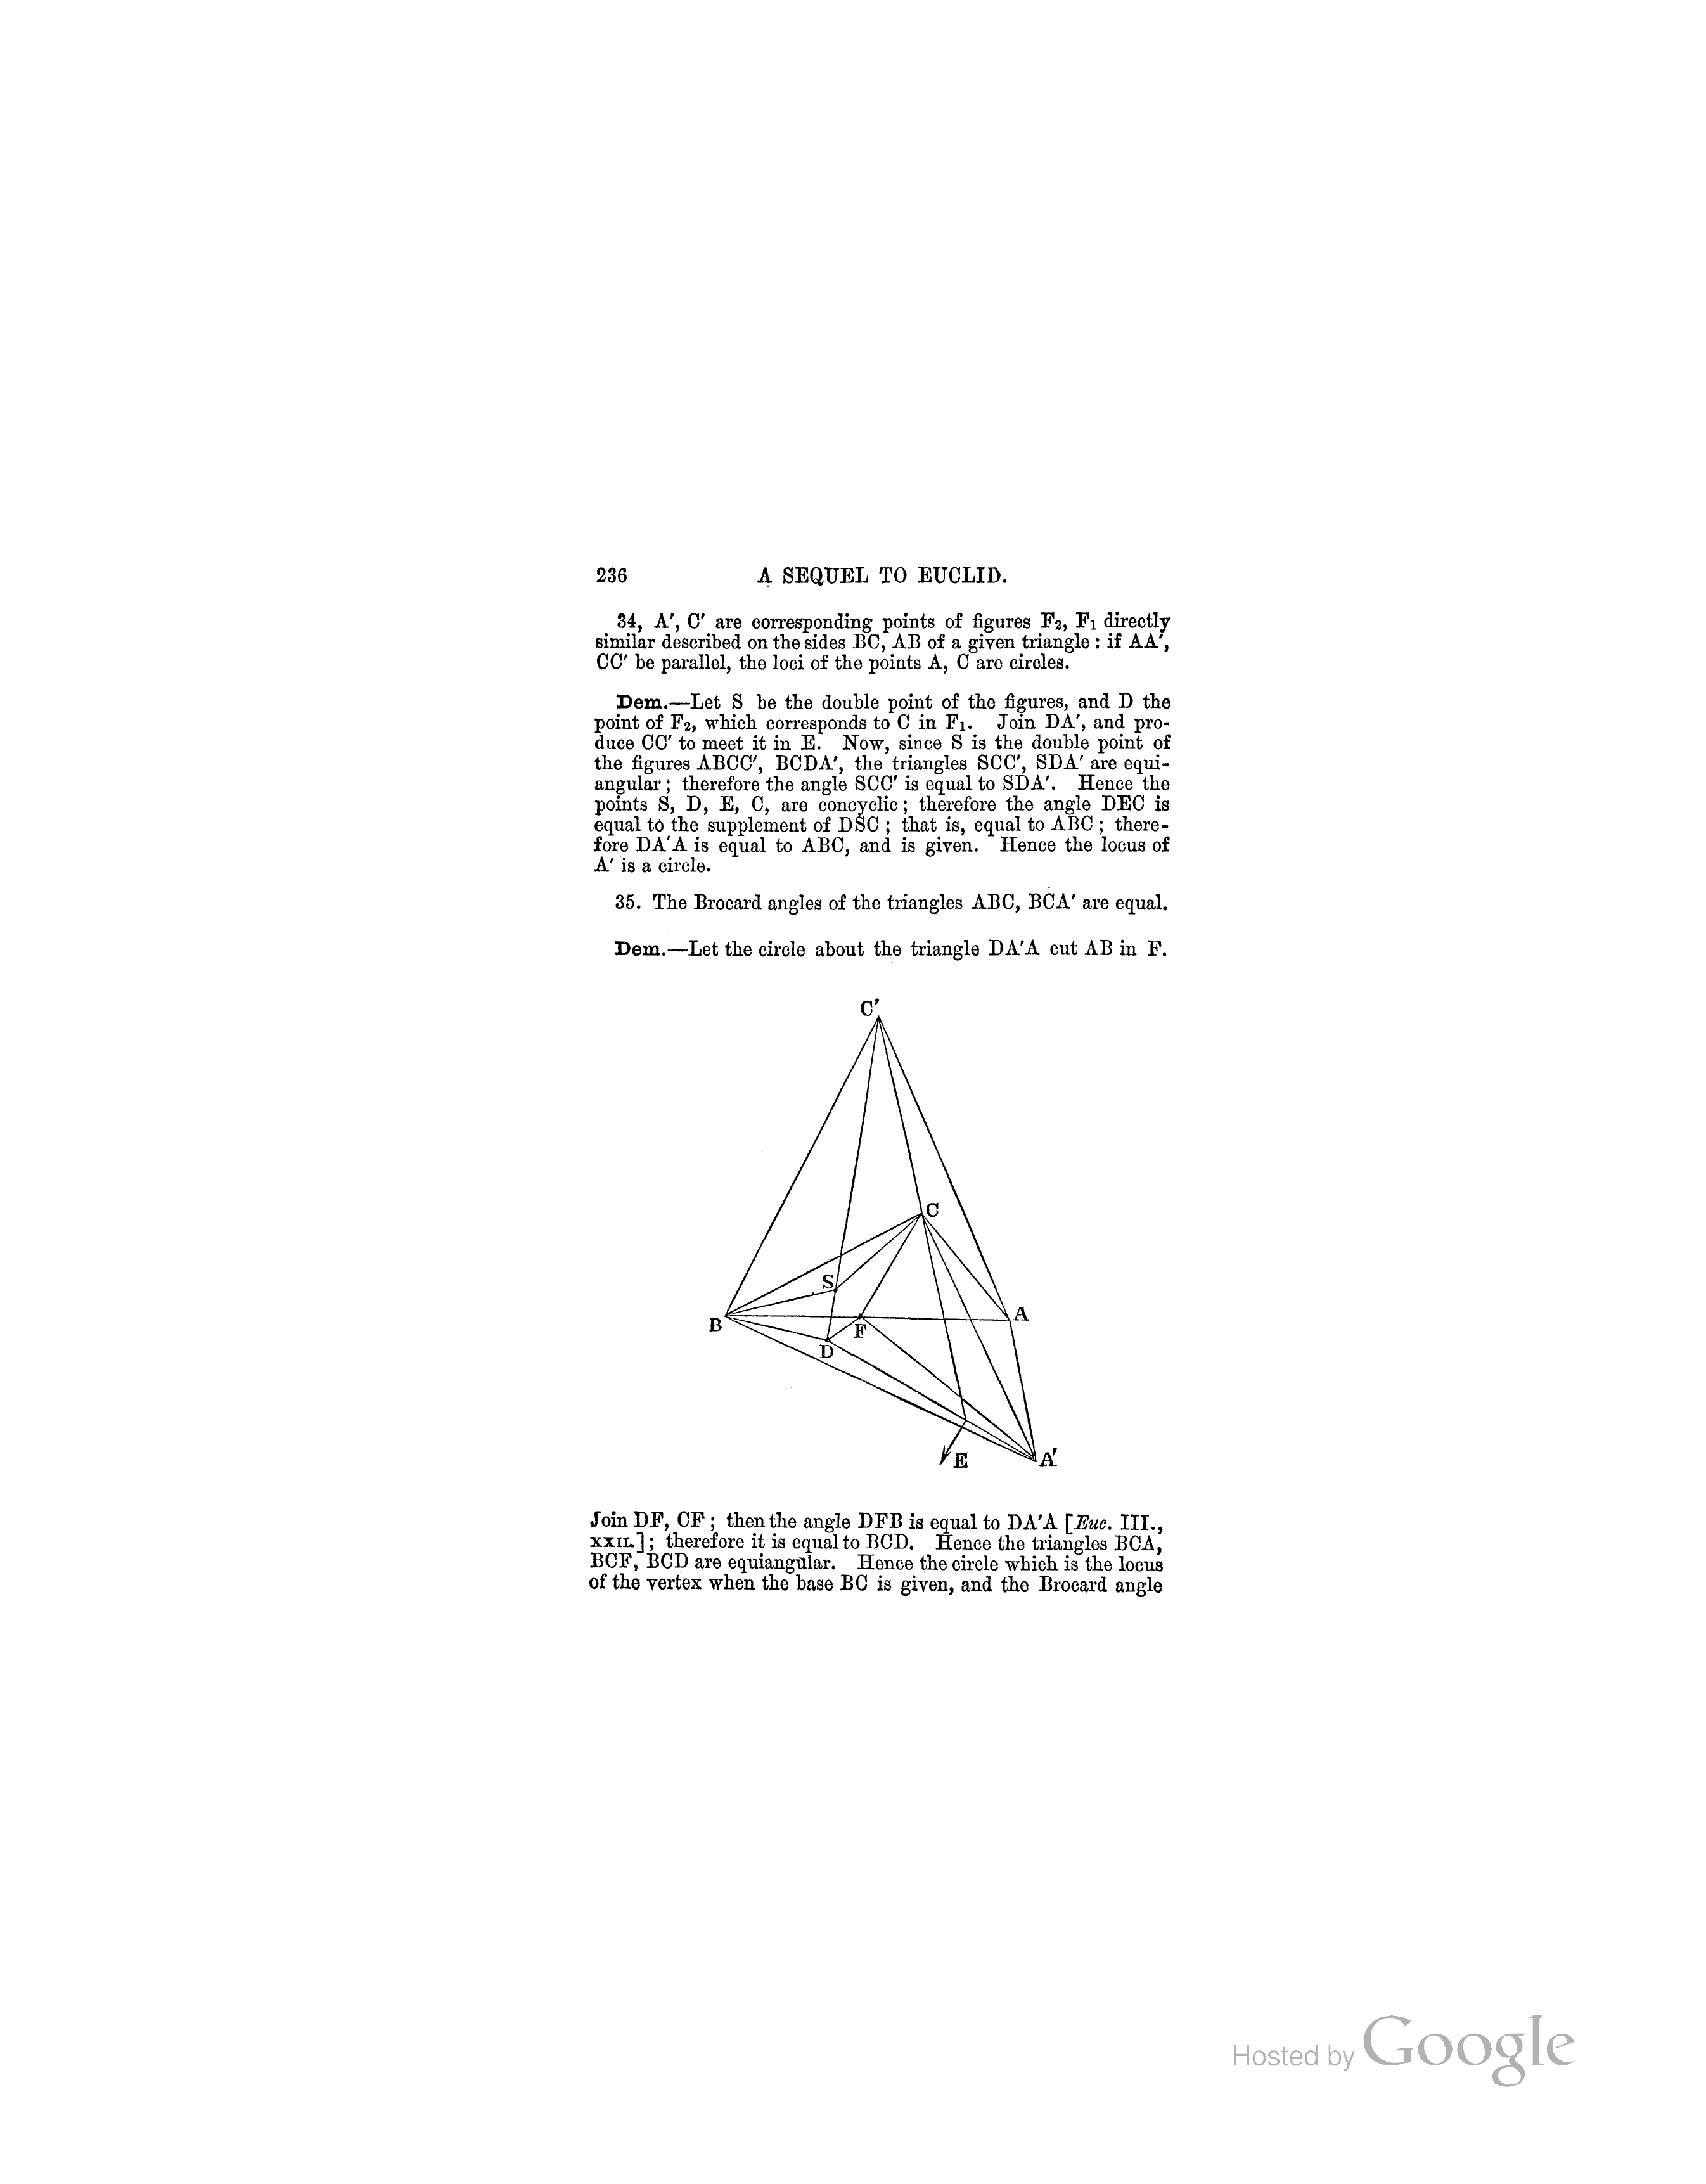 236 A SEQUEL TO EUCLID.
34, A′, C′ are corresponding points of figures F₂, F₁ directly
similar described on the sides BC, AB of a given triangle : if AA′,
CC′ be parallel, the loci of the points A, C are circles.
Dem.—Let S be the double point of the figures, and D the
point of F₂, which corresponds to C in F₁. Join DA′, and pro-
duce CC′ to meet it in E. Now, since S is the double point of
the figures ABCC′, BCDA′, the triangles SCC′, SDA′ are equi-
angular ; therefore the angle SCC′ is equal to SDA′. Hence the
points S, D, E, C, are concyclic ; therefore the angle DEC is
equal to the supplement of DSC ; that is, equal to ABC ; there-
fore DA′A is equal to ABC, and is given. Hence the locus of
A′ is a circle.
35. The Brocard angles of the triangles ABC, BCA′ are equal.
Dem.—Let the circle about the triangle DA′A cut AB in F.
C′
C
S
A
B
F
D
E
A′
Join DF, CF ; then the angle DFB is equal to DA′A [Euc. III.,
XXII.] ; therefore it is equal to BCD. Hence the triangles BCA,
BCF, BCD are equiangular. Hence the circle which is the locus
of the vertex when the base BC is given, and the Brocard angle
Hosted by Google